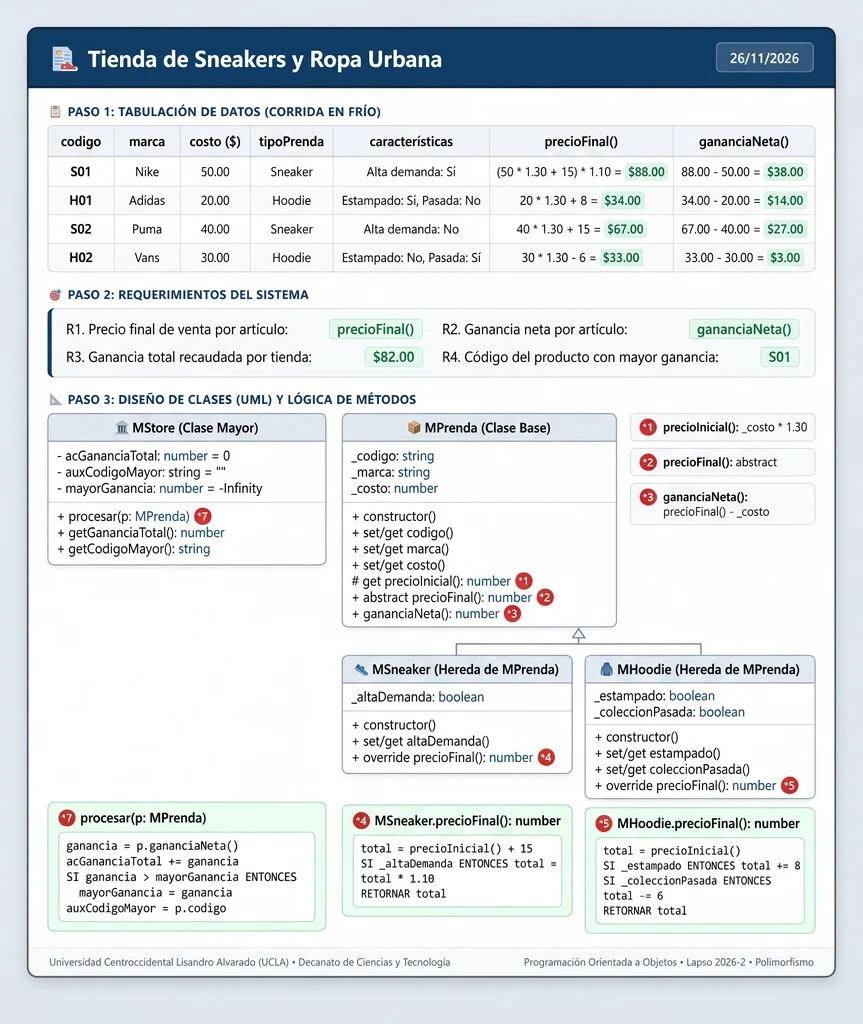 Tienda de Sneakers y Ropa Urbana
26/11/2026
PASO 1: TABULACIÓN DE DATOS (CORRIDA EN FRÍO)
codigo marca costo ($) tipoPrenda características precioFinal() gananciaNeta()
S01 Nike 50.00 Sneaker Alta demanda: Sí (50 * 1.30 + 15) * 1.10 = $88.00 88.00 - 50.00 = $38.00
H01 Adidas 20.00 Hoodie Estampado: Sí, Pasada: No 20 * 1.30 + 8 = $34.00 34.00 - 20.00 = $14.00
S02 Puma 40.00 Sneaker Alta demanda: No 40 * 1.30 + 15 = $67.00 67.00 - 40.00 = $27.00
H02 Vans 30.00 Hoodie Estampado: No, Pasada: Sí 30 * 1.30 - 6 = $33.00 33.00 - 30.00 = $3.00
PASO 2: REQUERIMIENTOS DEL SISTEMA
R1. Precio final de venta por artículo: precioFinal() R2. Ganancia neta por artículo: gananciaNeta()
R3. Ganancia total recaudada por tienda: $82.00 R4. Código del producto con mayor ganancia: S01
PASO 3: DISEÑO DE CLASES (UML) Y LÓGICA DE MÉTODOS
MStore (Clase Mayor)
- acGananciaTotal: number = 0
- auxCodigoMayor: string = ""
- mayorGanancia: number = -Infinity
+ procesar(p: MPrenda) *7
+ getGananciaTotal(): number
+ getCodigoMayor(): string
MPrenda (Clase Base)
_codigo: string
_marca: string
_costo: number
+ constructor()
+ set/get codigo()
+ set/get marca()
+ set/get costo()
# get precioInicial(): number *1
+ abstract precioFinal(): number *2
+ gananciaNeta(): number *3
*1 precioInicial(): _costo * 1.30
*2 precioFinal(): abstract
*3 gananciaNeta():
precioFinal() - _costo
MSneaker (Hereda de MPrenda)
_altaDemanda: boolean
+ constructor()
+ set/get altaDemanda()
+ override precioFinal(): number *4
MHoodie (Hereda de MPrenda)
_estampado: boolean
_coleccionPasada: boolean
+ constructor()
+ set/get estampado()
+ set/get coleccionPasada()
+ override precioFinal(): number *5
*7 procesar(p: MPrenda)
ganancia = p.gananciaNeta()
acGananciaTotal += ganancia
SI ganancia > mayorGanancia ENTONCES
mayorGanancia = ganancia
auxCodigoMayor = p.codigo
*4 MSneaker.precioFinal(): number
total = precioInicial() + 15
SI _altaDemanda ENTONCES total =
total * 1.10
RETORNAR total
*5 MHoodie.precioFinal(): number
total = precioInicial()
SI _estampado ENTONCES total += 8
SI _coleccionPasada ENTONCES
total -= 6
RETORNAR total
Universidad Centroccidental Lisandro Alvarado (UCLA) • Decanato de Ciencias y Tecnología
Programación Orientada a Objetos • Lapso 2026-2 • Polimorfismo